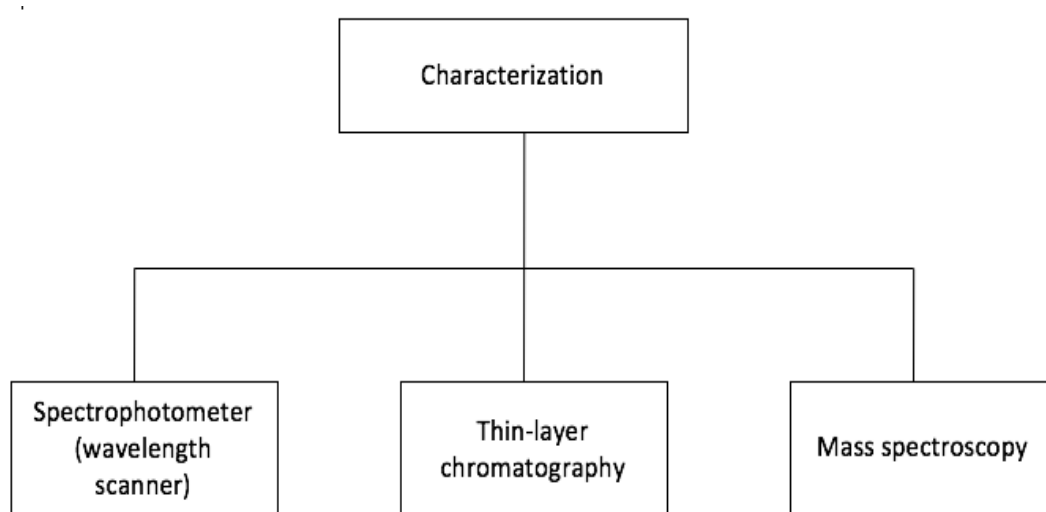 Characterization
Spectrophotometer
(wavelength
scanner)
Thin-layer
chromatography
Mass spectroscopy